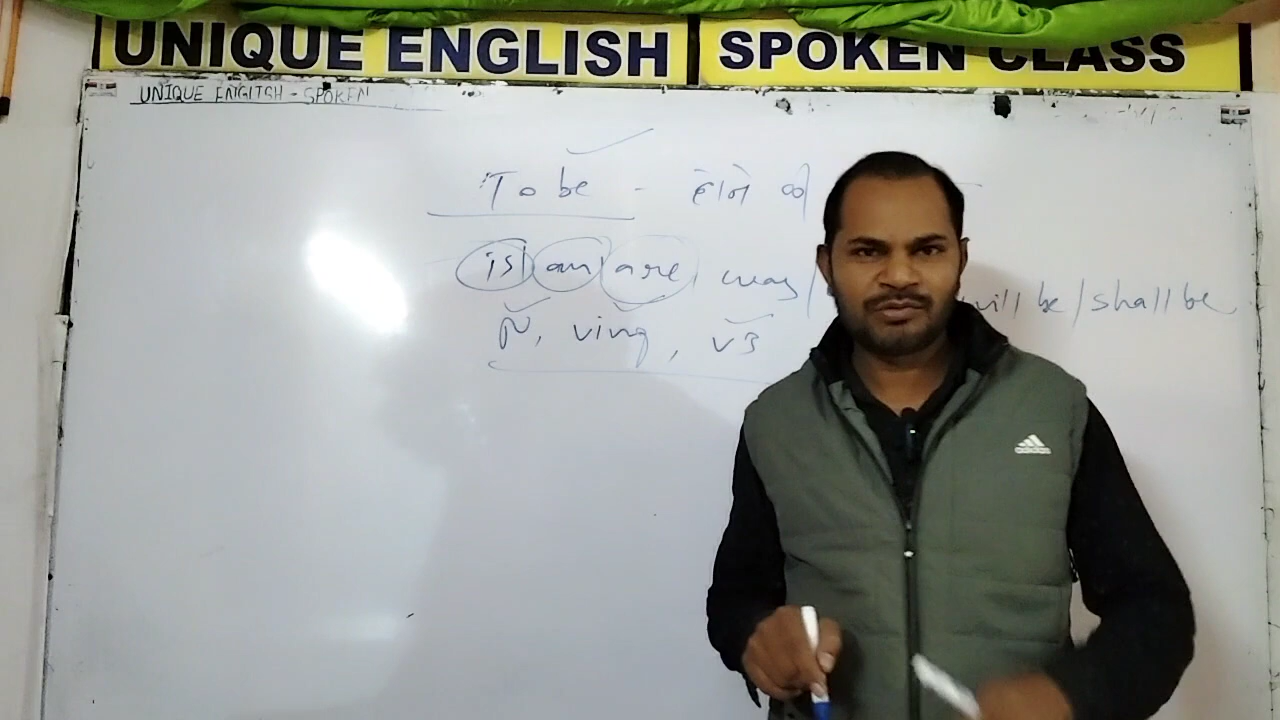 UNIQUE ENGLISH SPOKEN CLASS
UNIQUE ENGLISH - SPOKEN
To be - होने की
is/am/are/was/ will be/shall be
N, ving, v3
adidas